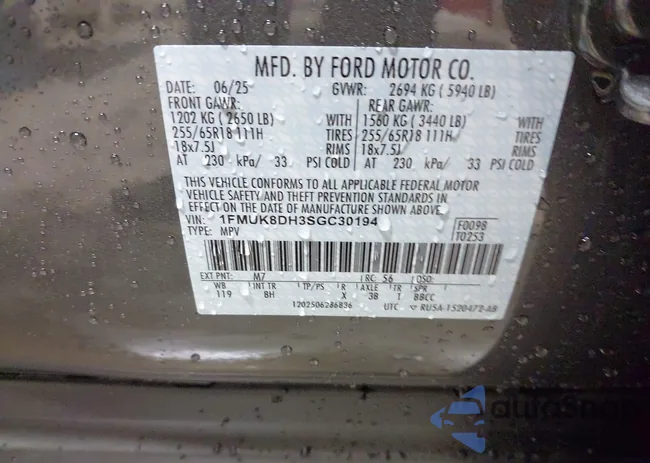 MFD. BY FORD MOTOR CO.
DATE: 06/25 GVWR: 2694 KG ( 5940 LB)
FRONT GAWR: REAR GAWR:
1202 KG ( 2650 LB) WITH 1560 KG ( 3440 LB) WITH
255/65R18 111H TIRES 255/65R18 111H TIRES
18x7.5J RIMS 18x7.5J RIMS
AT 230 kPa/ 33 PSI COLD AT 230 kPa/ 33 PSI COLD
THIS VEHICLE CONFORMS TO ALL APPLICABLE FEDERAL MOTOR
VEHICLE SAFETY AND THEFT PREVENTION STANDARDS IN
EFFECT ON THE DATE OF MANUFACTURE SHOWN ABOVE.
VIN: 1FMUK8DH3SGC30194 F0098
TYPE: MPV T0253
EXT PNT: M7 RC: 56 DSO:
WB INT TR TP/PS R AXLE TR SPR
119 8H X 3B T BBCC
1202506286836 UTC ▽ RU5A-1520472-AB
autoSnap